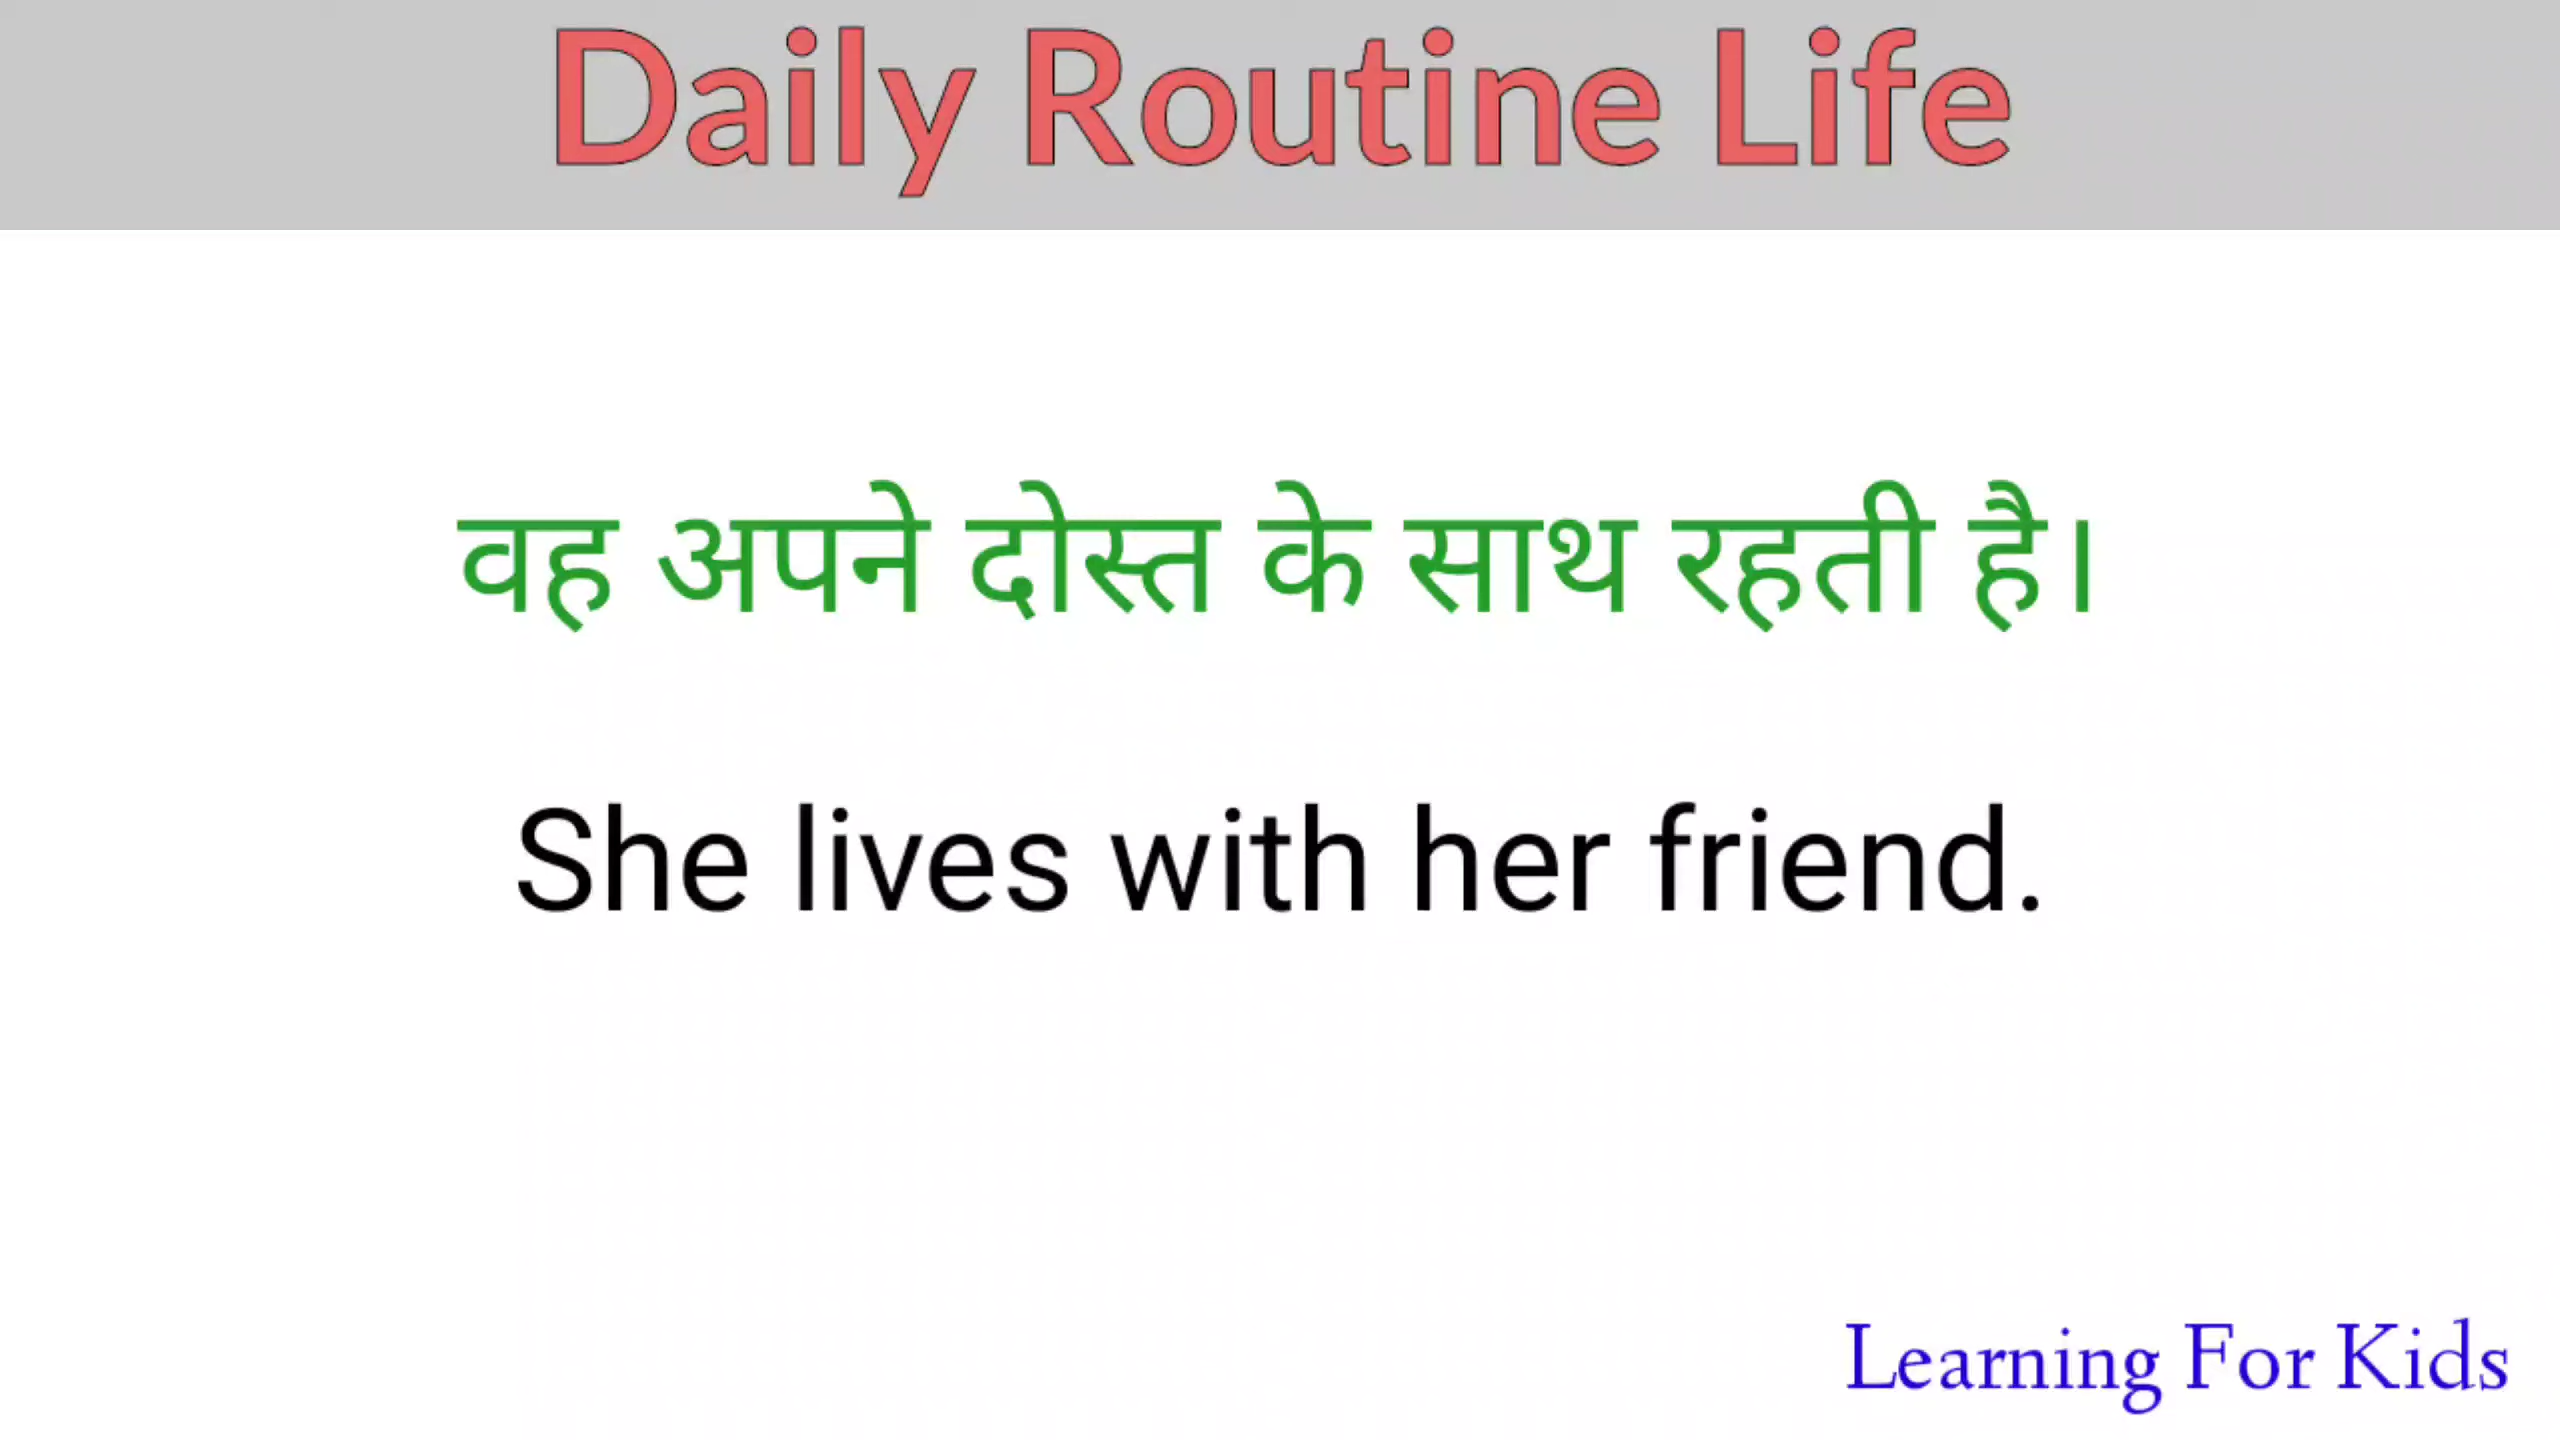 Daily Routine Life
वह अपने दोस्त के साथ रहती है।
She lives with her friend.
Learning For Kids